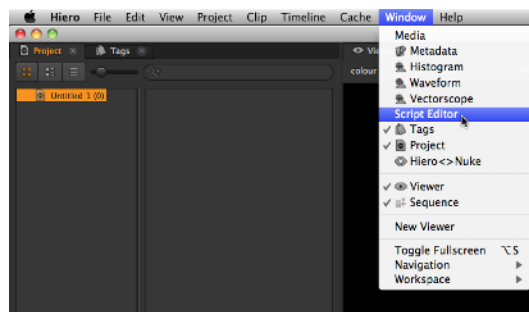 Hiero File Edit View Project Clip Timeline Cache Window Help
Project Tags
colour
Untitled 1 (0)
Media
Metadata
Histogram
Waveform
Vectorscope
Script Editor
Tags
Project
Hiero<>Nuke
Viewer
Sequence
New Viewer
Toggle Fullscreen ⌥S
Navigation
Workspace